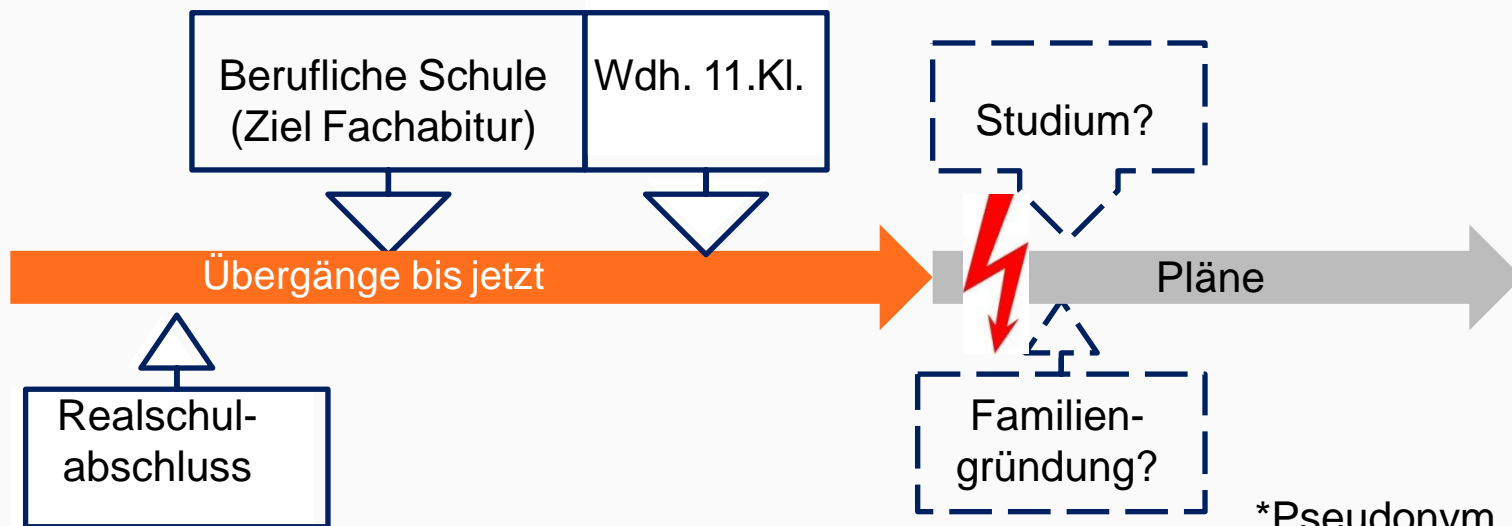 Berufliche Schule
(Ziel Fachabitur)
Wdh. 11.Kl.
Studium?
Übergänge bis jetzt
Pläne
Realschul-
abschluss
Familien-
gründung?
*Pseudonym